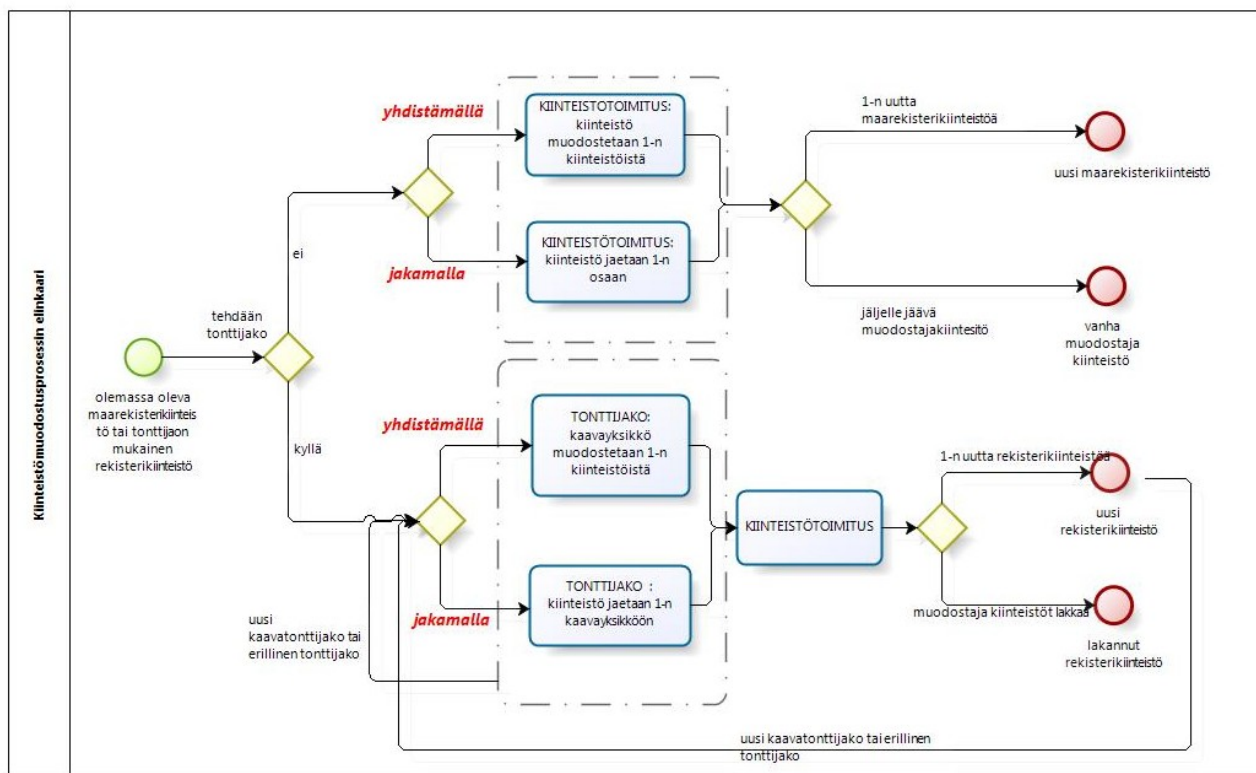 Kiinteistömuodostusprosessin elinkaari
olemassa oleva
maarekisterikiinteis
tö tai tonttijaon
mukainen
rekisterikiinteistö
tehdään
tonttijako
ei
kyllä
yhdistämällä
jakamalla
KIINTEISTOTOIMITUS:
kiinteistö
muodostetaan 1-n
kiinteistöistä
KIINTEISTÖTOIMITUS:
kiinteistö jaetaan 1-n
osaan
1-n uutta
maarekisterikiinteistöä
uusi maarekisterikiinteistö
jäljelle jäävä
muodostajakiintesitö
vanha
muodostaja
kiinteistö
yhdistämällä
jakamalla
TONTTIJAKO:
kaavayksikkö
muodostetaan 1-n
kiinteistöistä
TONTTIJAKO :
kiinteistö jaetaan 1-n
kaavayksikköön
KIINTEISTÖTOIMITUS
1-n uutta rekisterikiinteistöä
uusi
rekisterikiinteistö
muodostaja kiinteistöt lakkaa
lakannut
rekisterikiinteistö
uusi
kaavatonttijako tai
erillinen tonttijako
uusi kaavatonttijako tai erillinen
tonttijako